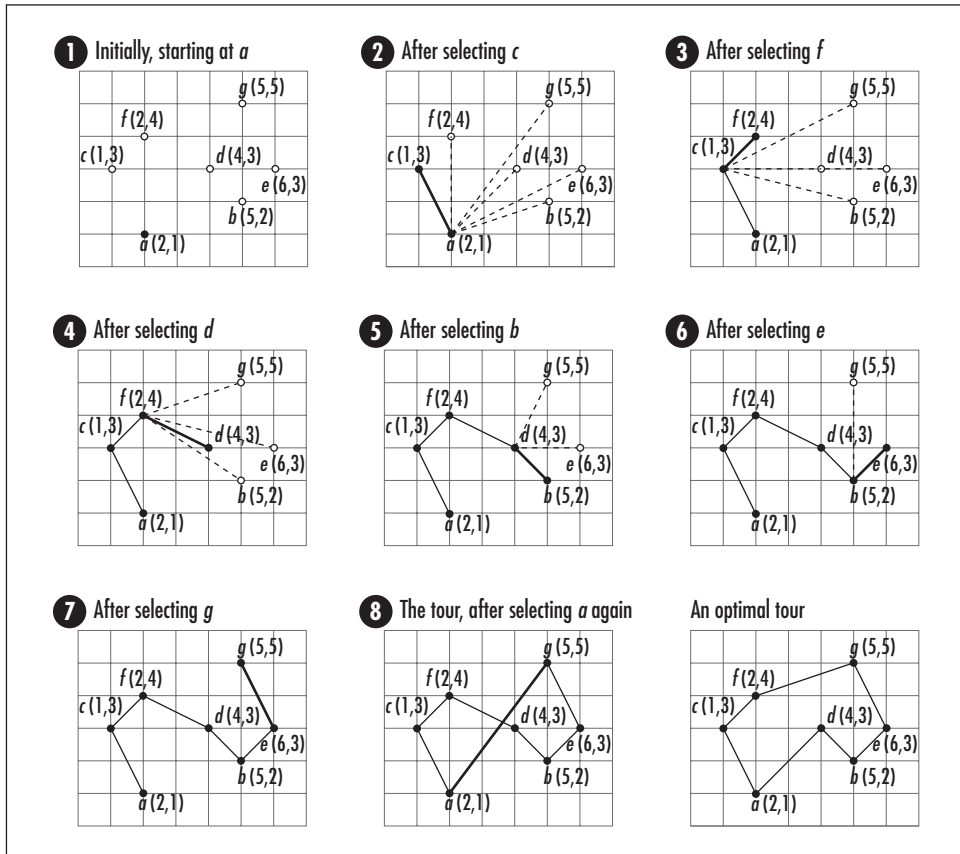 1 Initially, starting at a
g (5,5)
f (2,4)
c (1,3)
d (4,3)
e (6,3)
b (5,2)
a (2,1)
2 After selecting c
g (5,5)
f (2,4)
c (1,3)
d (4,3)
e (6,3)
b (5,2)
a (2,1)
3 After selecting f
g (5,5)
f (2,4)
c (1,3)
d (4,3)
e (6,3)
b (5,2)
a (2,1)
4 After selecting d
g (5,5)
f (2,4)
c (1,3)
d (4,3)
e (6,3)
b (5,2)
a (2,1)
5 After selecting b
g (5,5)
f (2,4)
c (1,3)
d (4,3)
e (6,3)
b (5,2)
a (2,1)
6 After selecting e
g (5,5)
f (2,4)
c (1,3)
d (4,3)
e (6,3)
b (5,2)
a (2,1)
7 After selecting g
g (5,5)
f (2,4)
c (1,3)
d (4,3)
e (6,3)
b (5,2)
a (2,1)
8 The tour, after selecting a again
g (5,5)
f (2,4)
c (1,3)
d (4,3)
e (6,3)
b (5,2)
a (2,1)
An optimal tour
g (5,5)
f (2,4)
c (1,3)
d (4,3)
e (6,3)
b (5,2)
a (2,1)